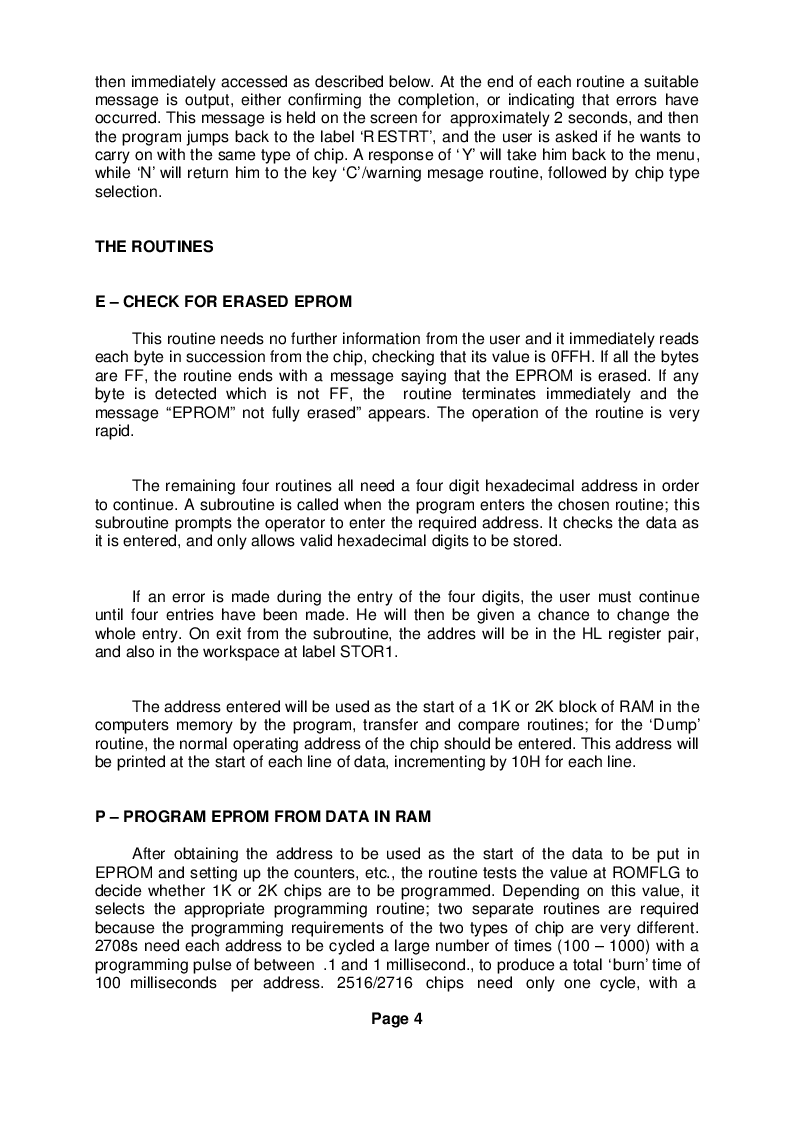 then immediately accessed as described below. At the end of each routine a suitable
message is output, either confirming the completion, or indicating that errors have
occurred. This message is held on the screen for approximately 2 seconds, and then
the program jumps back to the label ‘RESTRT’, and the user is asked if he wants to
carry on with the same type of chip. A response of ‘Y’ will take him back to the menu,
while ‘N’ will return him to the key ‘C’/warning mesage routine, followed by chip type
selection.
THE ROUTINES
E – CHECK FOR ERASED EPROM
This routine needs no further information from the user and it immediately reads
each byte in succession from the chip, checking that its value is 0FFH. If all the bytes
are FF, the routine ends with a message saying that the EPROM is erased. If any
byte is detected which is not FF, the routine terminates immediately and the
message “EPROM” not fully erased” appears. The operation of the routine is very
rapid.
The remaining four routines all need a four digit hexadecimal address in order
to continue. A subroutine is called when the program enters the chosen routine; this
subroutine prompts the operator to enter the required address. It checks the data as
it is entered, and only allows valid hexadecimal digits to be stored.
If an error is made during the entry of the four digits, the user must continue
until four entries have been made. He will then be given a chance to change the
whole entry. On exit from the subroutine, the addres will be in the HL register pair,
and also in the workspace at label STOR1.
The address entered will be used as the start of a 1K or 2K block of RAM in the
computers memory by the program, transfer and compare routines; for the ‘Dump’
routine, the normal operating address of the chip should be entered. This address will
be printed at the start of each line of data, incrementing by 10H for each line.
P – PROGRAM EPROM FROM DATA IN RAM
After obtaining the address to be used as the start of the data to be put in
EPROM and setting up the counters, etc., the routine tests the value at ROMFLG to
decide whether 1K or 2K chips are to be programmed. Depending on this value, it
selects the appropriate programming routine; two separate routines are required
because the programming requirements of the two types of chip are very different.
2708s need each address to be cycled a large number of times (100 – 1000) with a
programming pulse of between .1 and 1 millisecond., to produce a total ‘burn’ time of
100 milliseconds per address. 2516/2716 chips need only one cycle, with a
Page 4